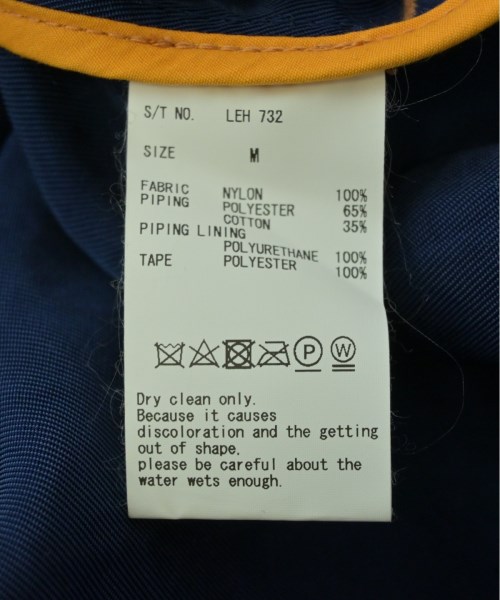 S/T NO. LEH 732
SIZE M
FABRIC NYLON 100%
PIPING POLYESTER 65%
COTTON 35%
PIPING LINING
POLYURETHANE 100%
TAPE POLYESTER 100%
P W
Dry clean only.
Because it causes
discoloration and the getting
out of shape,
please be careful about the
water wets enough.